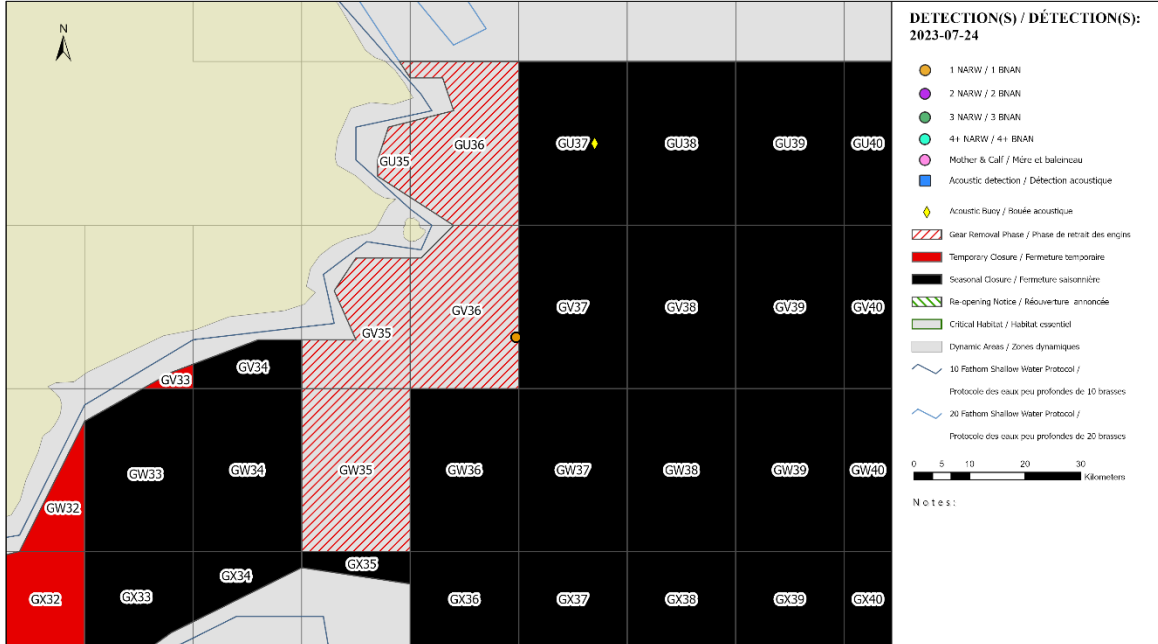 N
GU35
GU36
GU37
GU38
GU39
GU40
GV33
GV34
GV35
GV36
GV37
GV38
GV39
GV40
GW32
GW33
GW34
GW35
GW36
GW37
GW38
GW39
GW40
GX32
GX33
GX34
GX35
GX36
GX37
GX38
GX39
GX40
DETECTION(S) / DÉTECTION(S):
2023-07-24
1 NARW / 1 BNAN
2 NARW / 2 BNAN
3 NARW / 3 BNAN
4+ NARW / 4+ BNAN
Mother & Calf / Mère et baleineau
Acoustic detection / Détection acoustique
Acoustic Buoy / Bouée acoustique
Gear Removal Phase / Phase de retrait des engins
Temporary Closure / Fermeture temporaire
Seasonal Closure / Fermeture saisonnière
Re-opening Notice / Réouverture annoncée
Critical Habitat / Habitat essentiel
Dynamic Areas / Zones dynamiques
10 Fathom Shallow Water Protocol /
Protocole des eaux peu profondes de 10 brasses
20 Fathom Shallow Water Protocol /
Protocole des eaux peu profondes de 20 brasses
0 5 10 20 30
Kilometers
Notes: